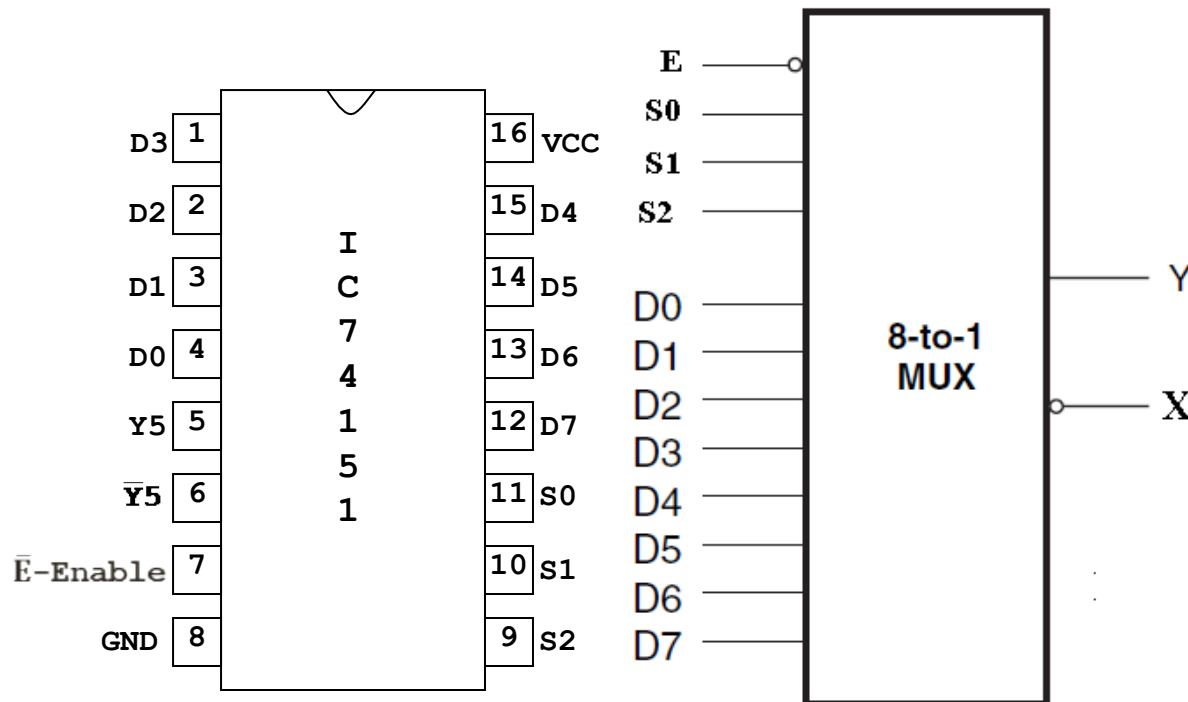 D3 1
D2 2
D1 3
D0 4
Y5 5
Y̅5 6
E̅-Enable 7
GND 8
I
C
7
4
1
5
1
16 VCC
15 D4
14 D5
13 D6
12 D7
11 S0
10 S1
9 S2
E
S0
S1
S2
D0
D1
D2
D3
D4
D5
D6
D7
8-to-1
MUX
Y
X